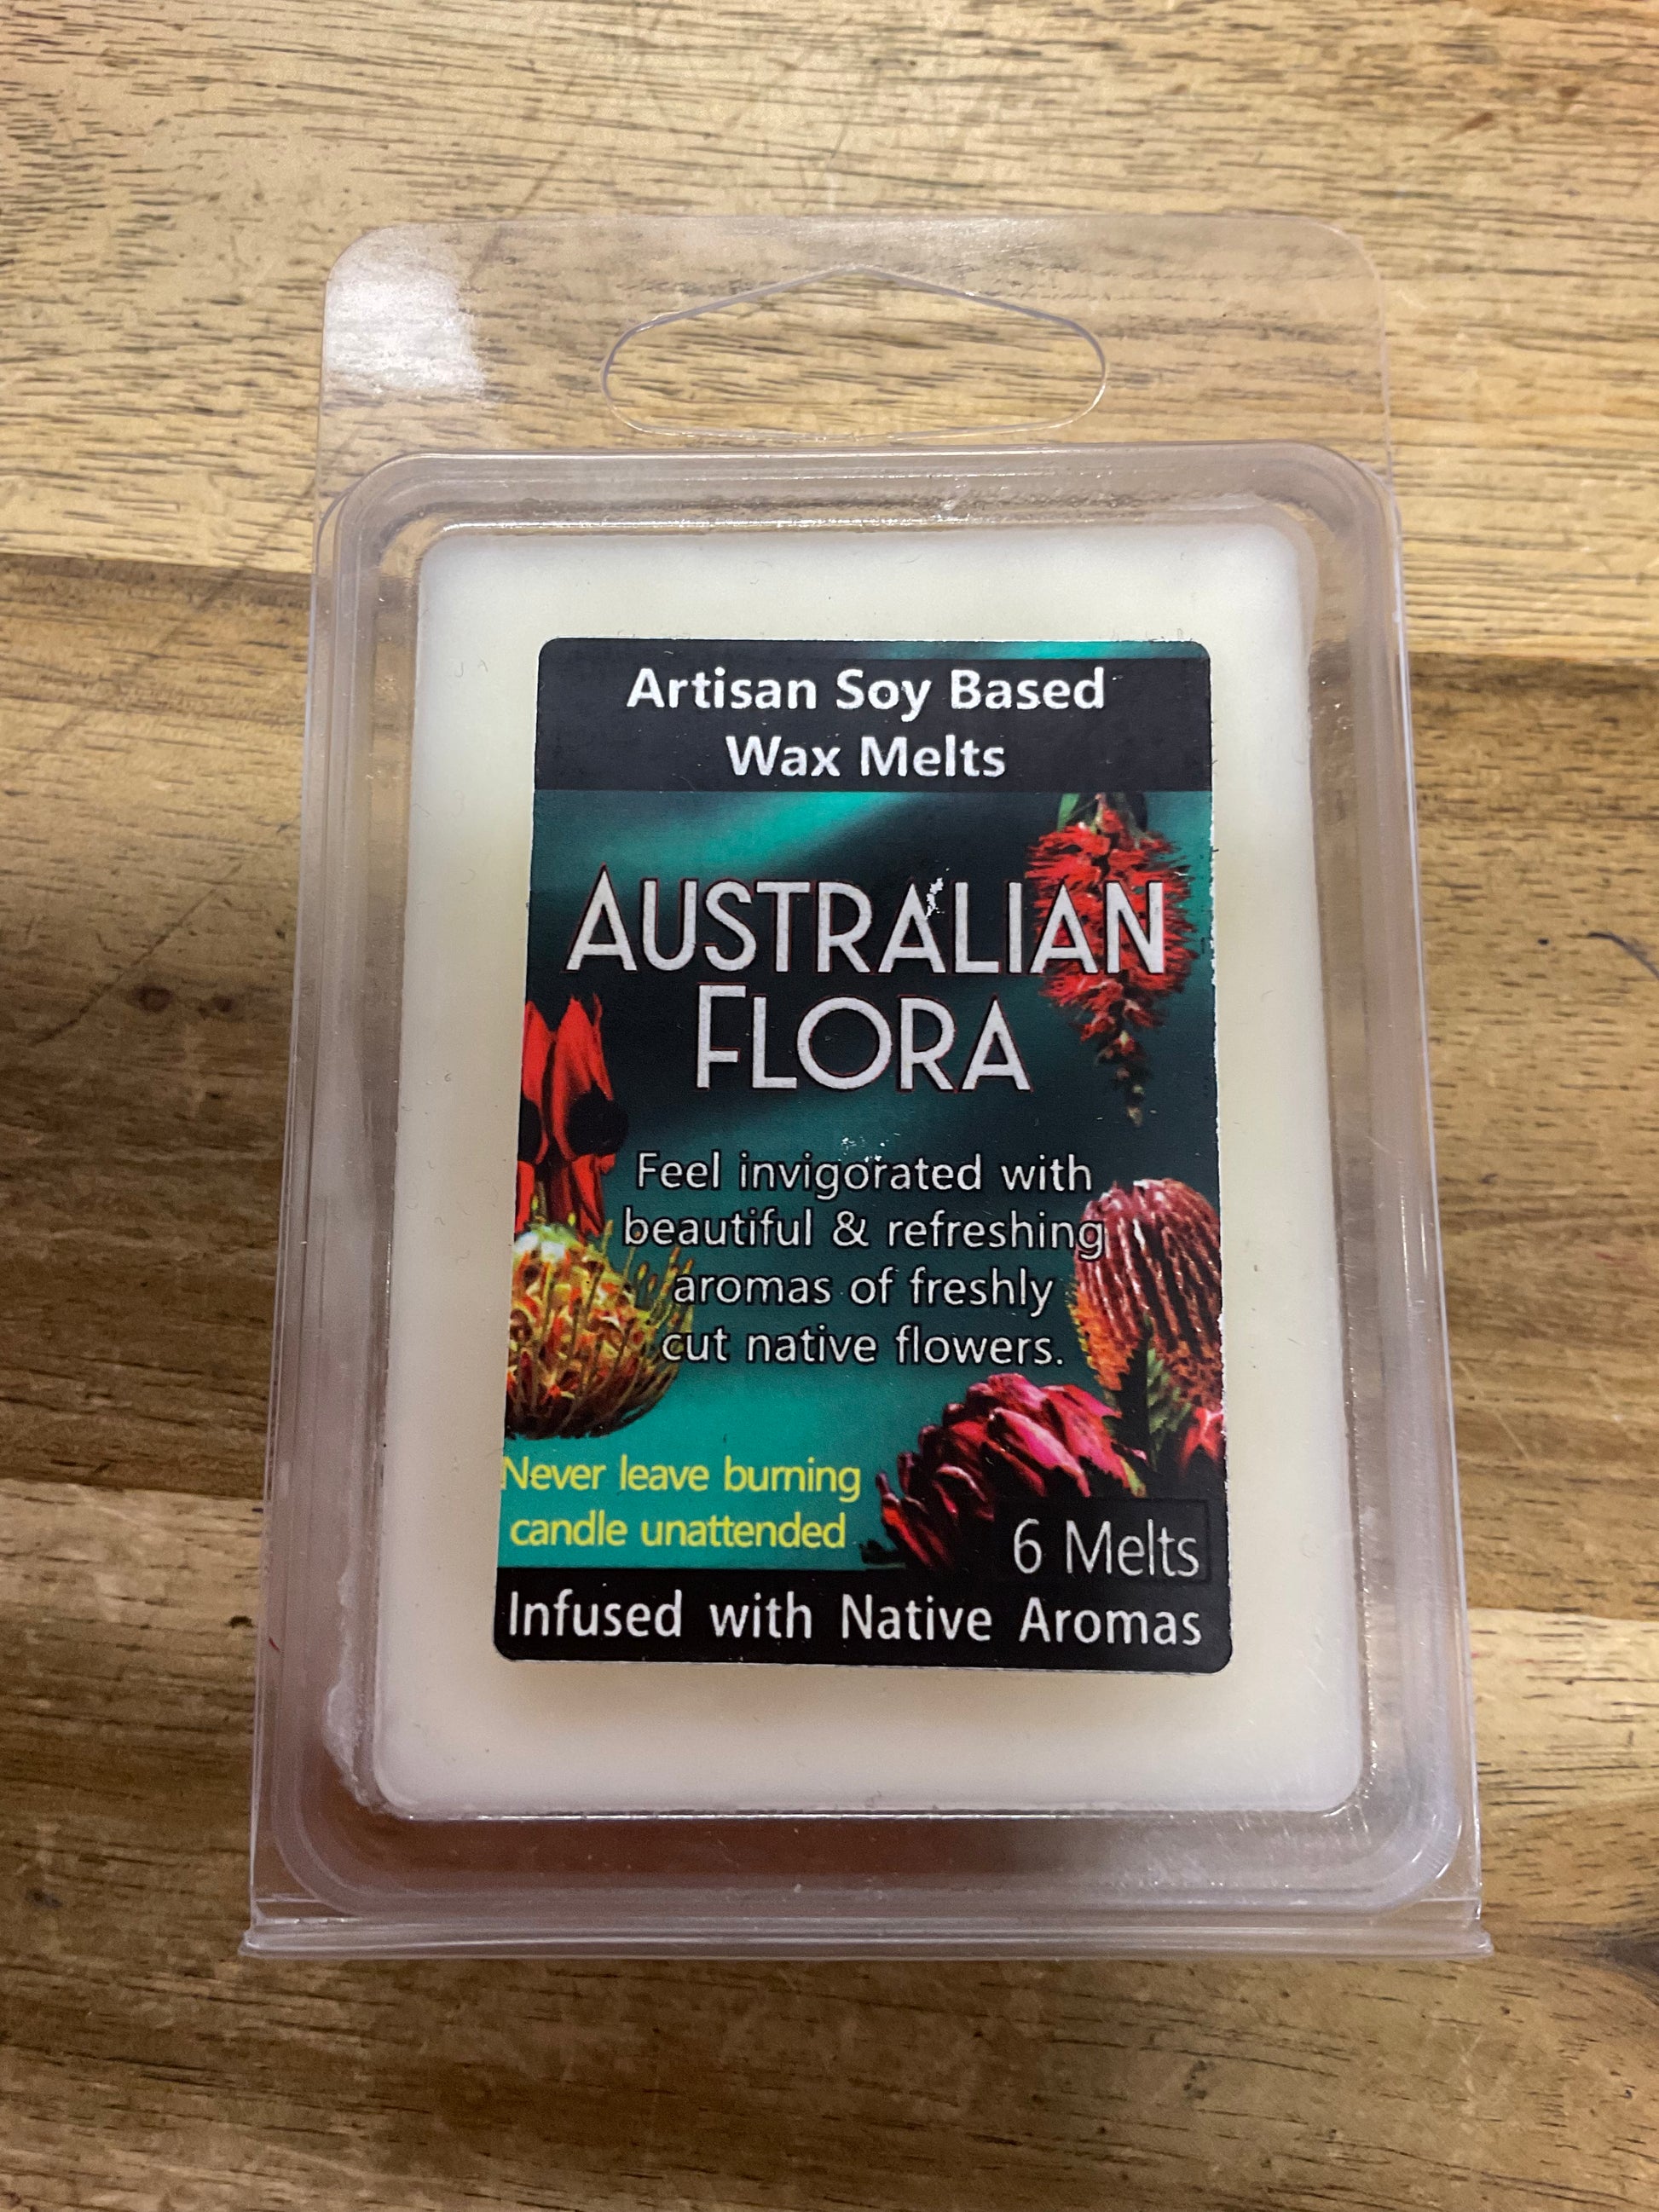 Artisan Soy Based
Wax Melts
AUSTRALIAN
FLORA
Feel invigorated with
beautiful & refreshing
aromas of freshly
cut native flowers.
Never leave burning
candle unattended
6 Melts
Infused with Native Aromas